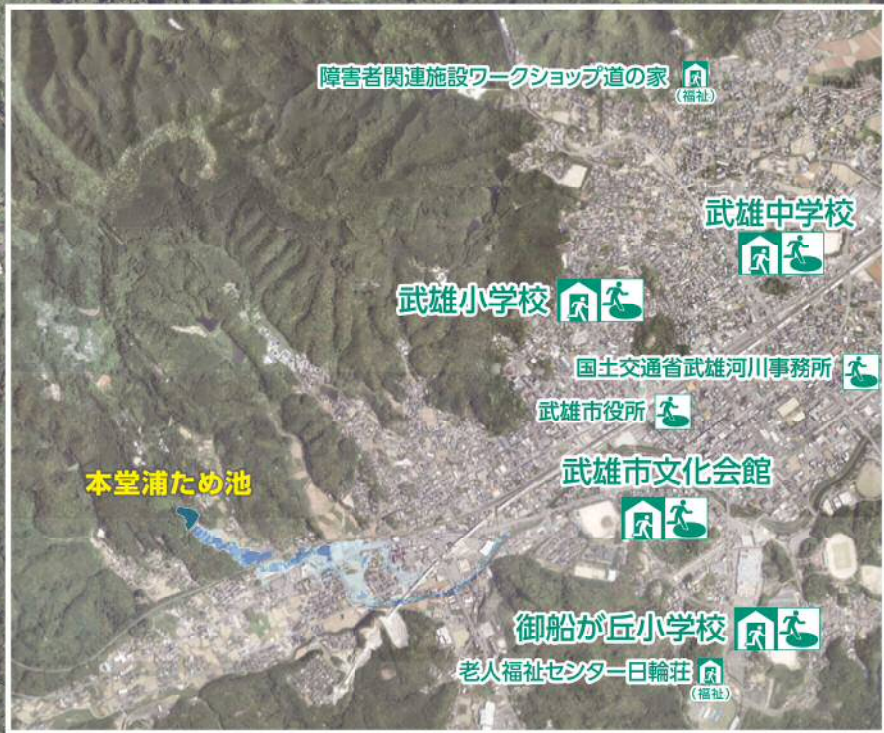 障害者関連施設ワークショップ道の家
(福祉)
武雄中学校
武雄小学校
国土交通省武雄河川事務所
武雄市役所
武雄市文化会館
本堂浦ため池
御船が丘小学校
老人福祉センター日輪荘
(福祉)